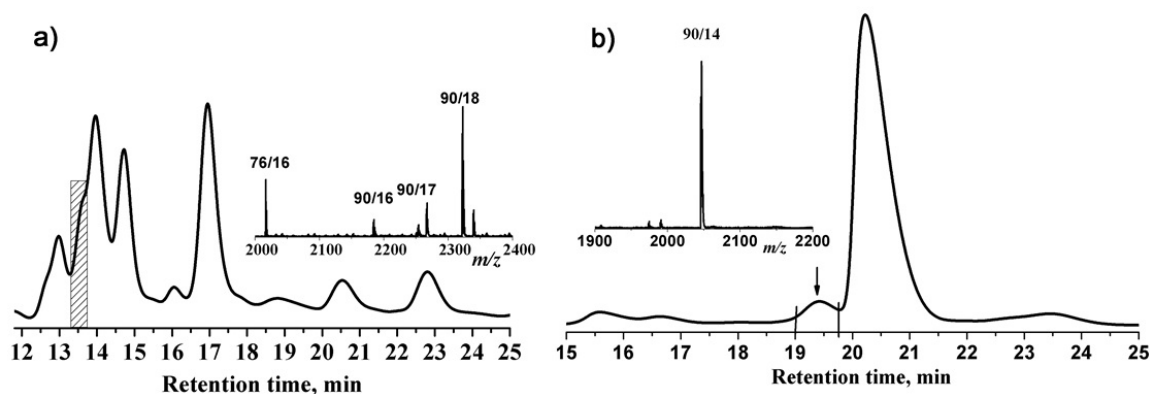 a)
90/18
76/16
90/16
90/17
2000 2100 2200 2300 2400
m/z
12 13 14 15 16 17 18 19 20 21 22 23 24 25
Retention time, min
b)
90/14
1900 2000 2100 2200
m/z
15 16 17 18 19 20 21 22 23 24 25
Retention time, min